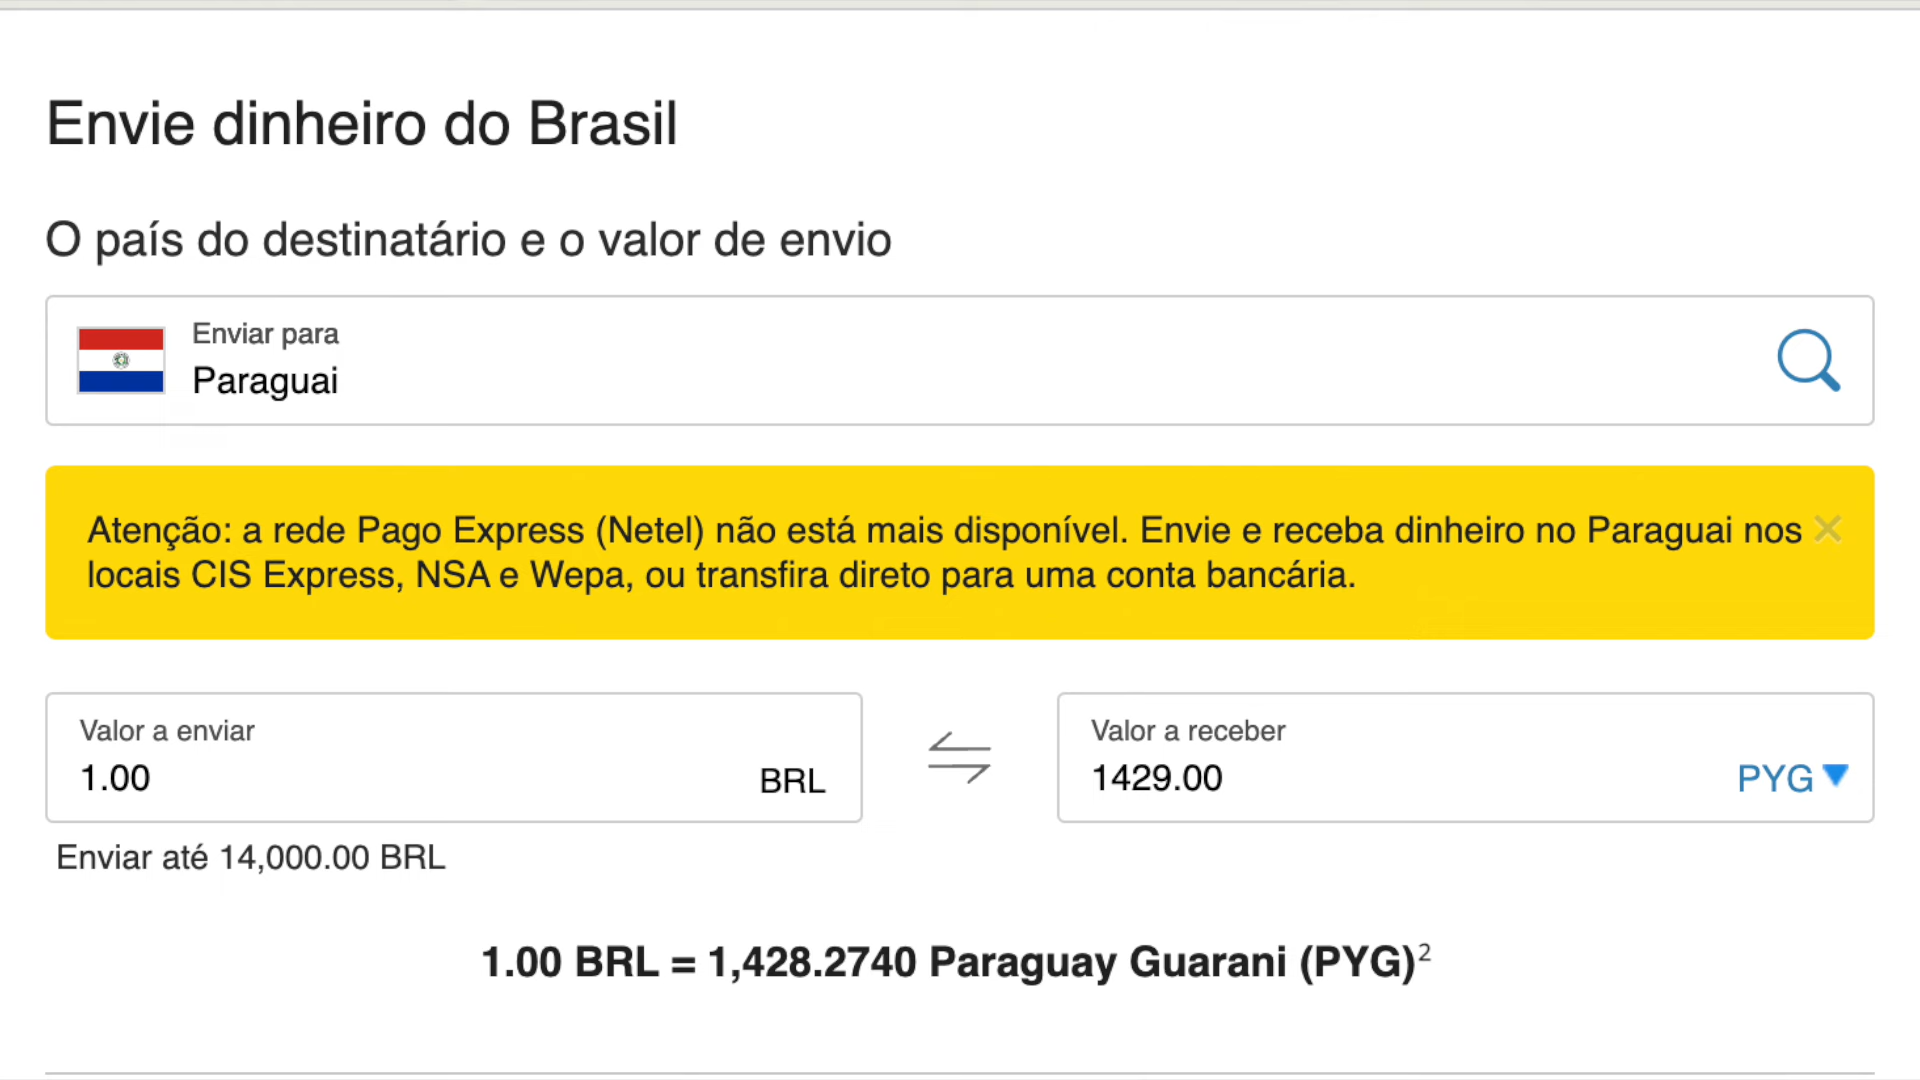 Envie dinheiro do Brasil
O país do destinatário e o valor de envio
Enviar para
Paraguai
Atenção: a rede Pago Express (Netel) não está mais disponível. Envie e receba dinheiro no Paraguai nos
locais CIS Express, NSA e Wepa, ou transfira direto para uma conta bancária.
Valor a enviar
1.00 BRL
Valor a receber
1429.00 PYG
Enviar até 14,000.00 BRL
1.00 BRL = 1,428.2740 Paraguay Guarani (PYG)2